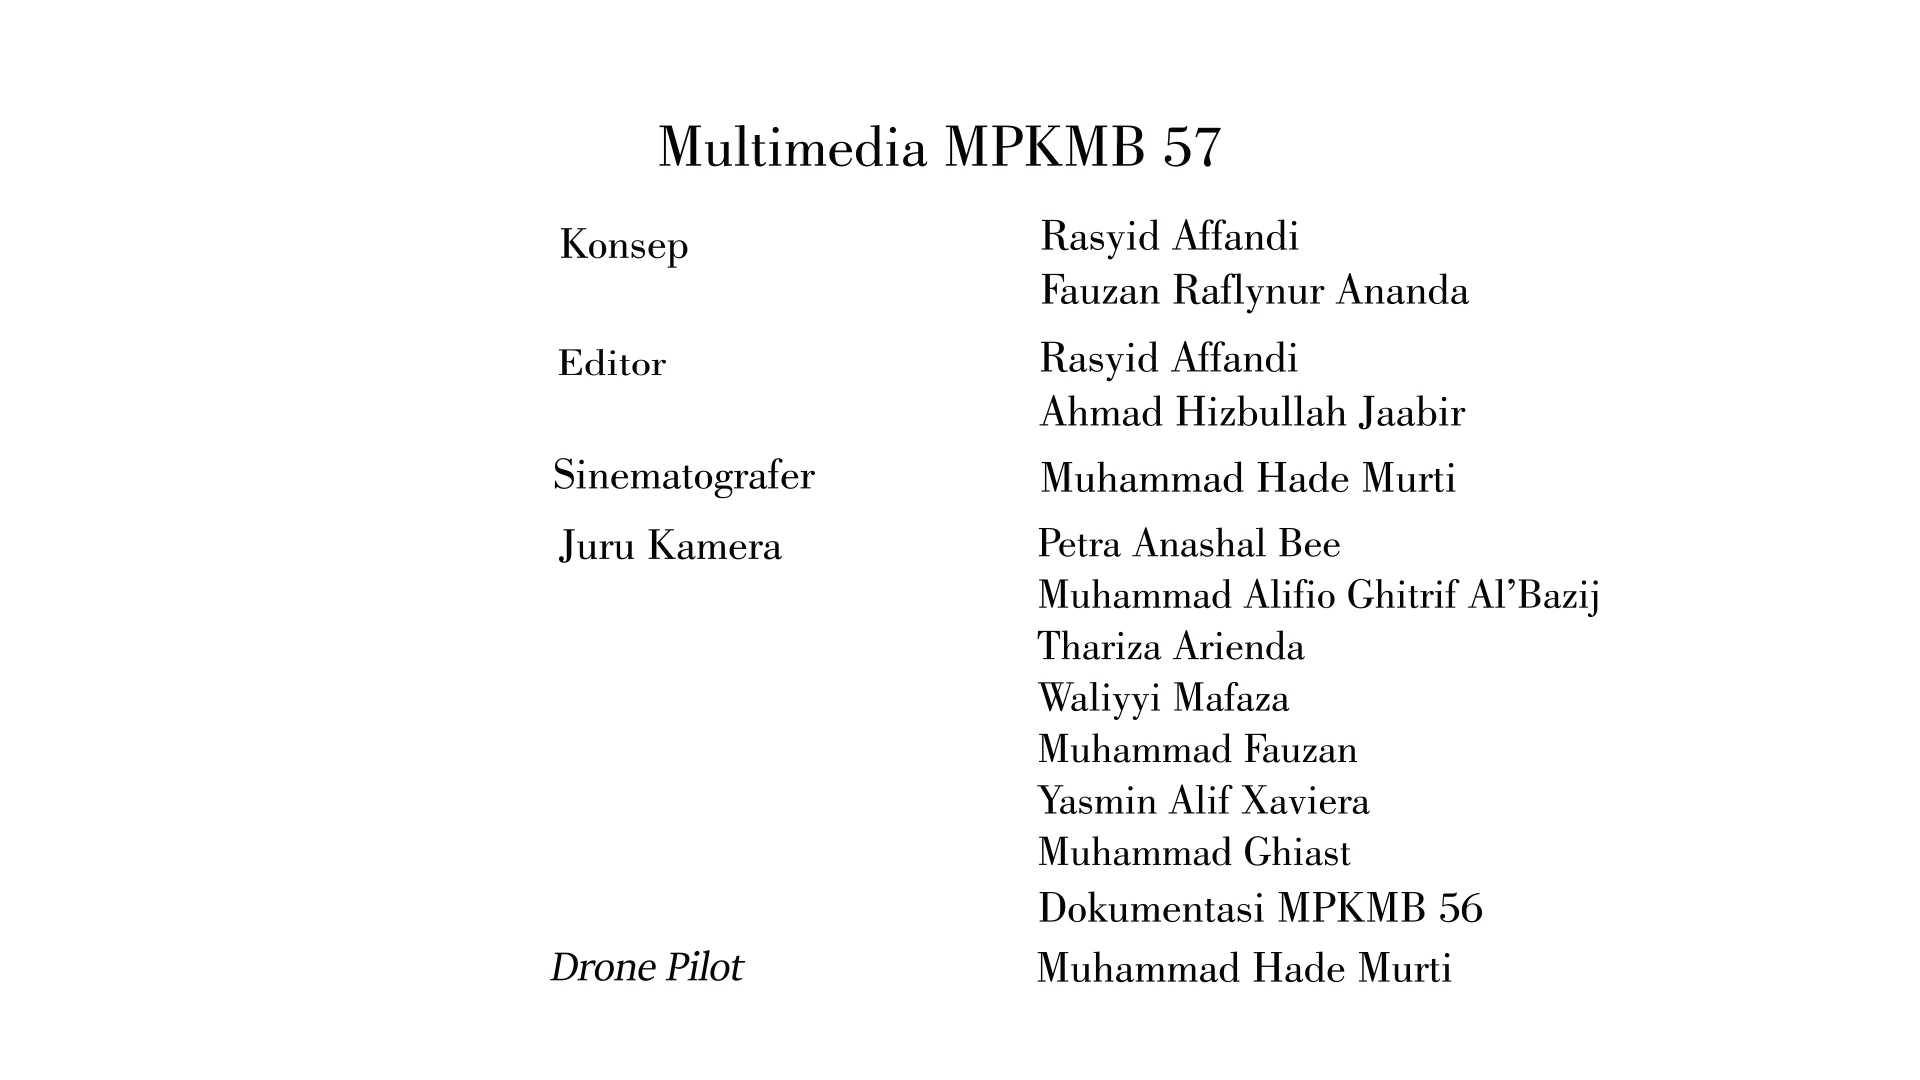 Multimedia MPKMB 57
Konsep Rasyid Affandi
Fauzan Raflynur Ananda
Editor Rasyid Affandi
Ahmad Hizbullah Jaabir
Sinematografer Muhammad Hade Murti
Juru Kamera Petra Anashal Bee
Muhammad Alifio Ghitrif Al’Bazij
Thariza Arienda
Waliyyi Mafaza
Muhammad Fauzan
Yasmin Alif Xaviera
Muhammad Ghiast
Dokumentasi MPKMB 56
Drone Pilot Muhammad Hade Murti